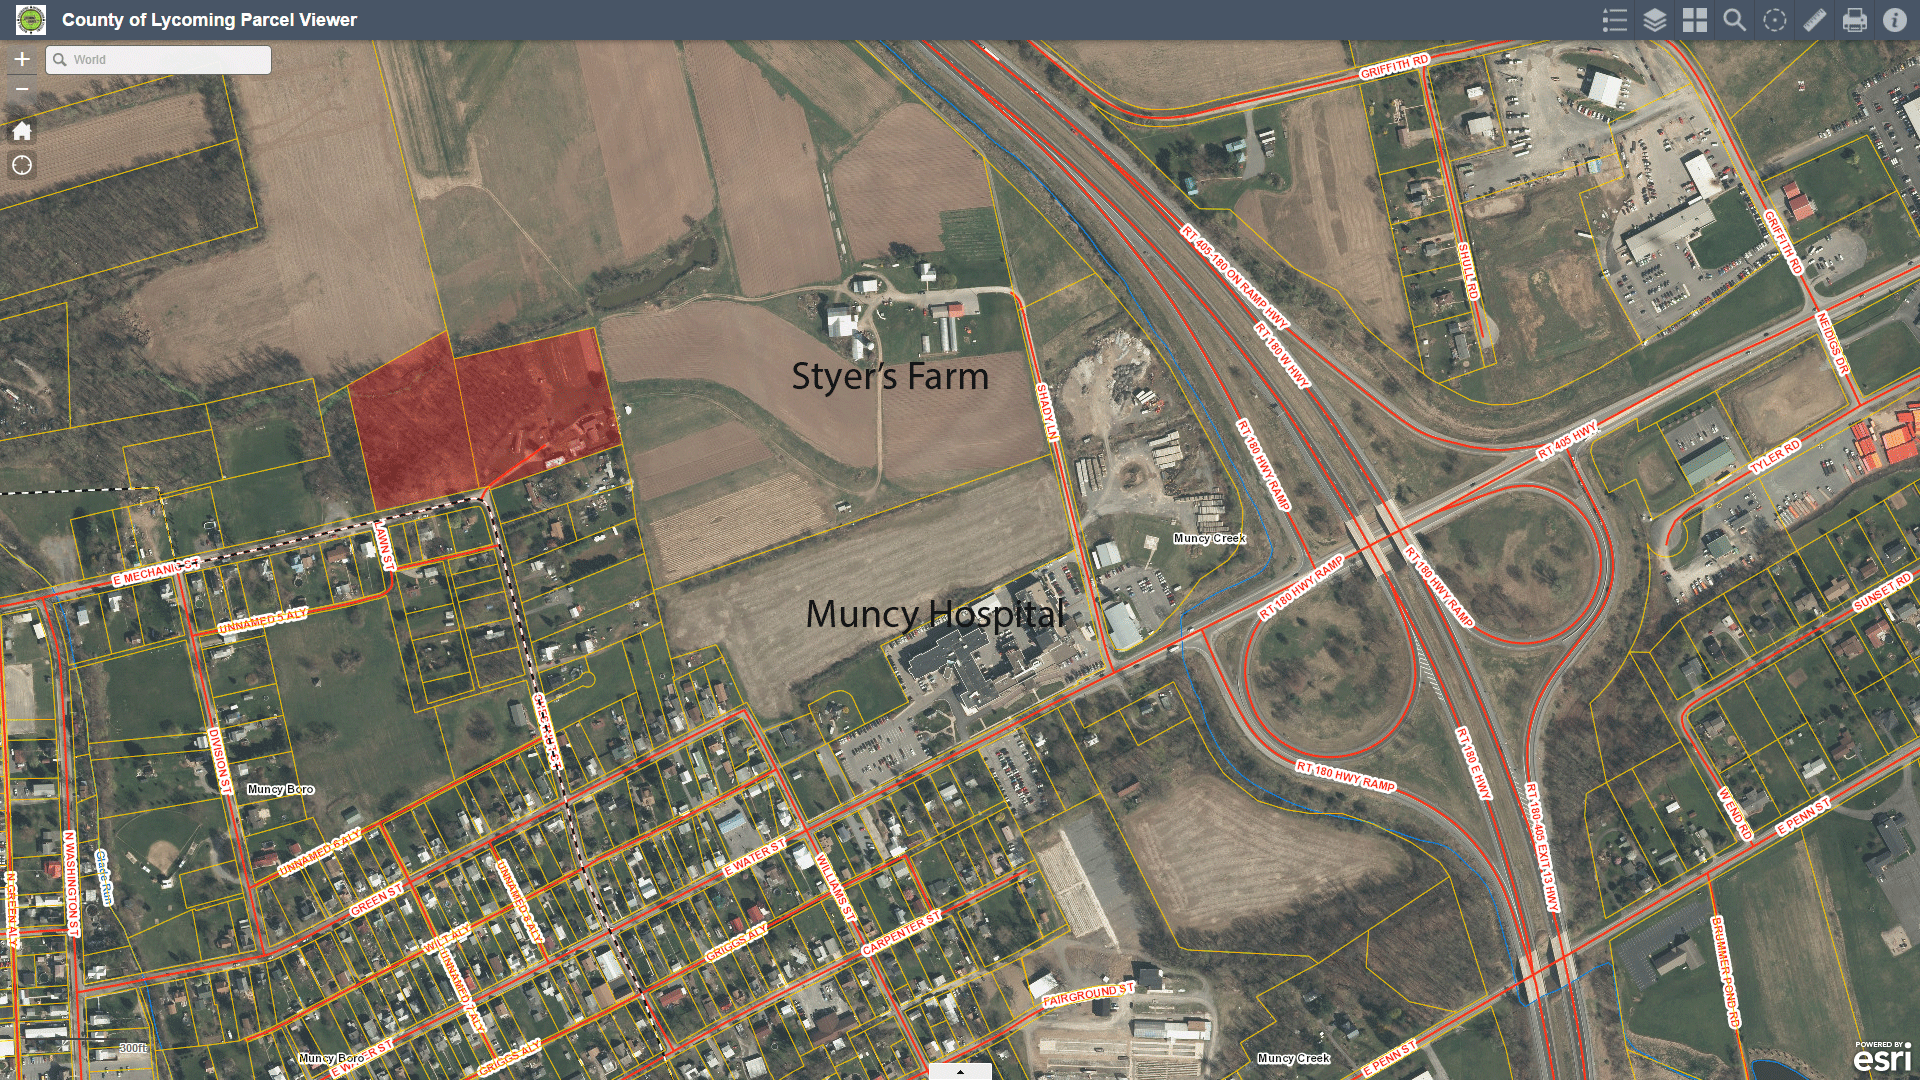 County of Lycoming Parcel Viewer
World
GRIFFITH RD
SHULL RD
GRIFFITH RD
NEIDIGS DR
RT 405-180 ON RAMP HWY
RT 180 W HWY
RT 180 HWY RAMP
RT 405 HWY
TYLER RD
SHADY LN
Styer's Farm
Muncy Creek
RT 180 HWY RAMP
RT 180 HWY RAMP
SUNSET RD
LAWN ST
E MECHANIC ST
UNNAMED 5 ALY
Muncy Hospital
DIVISION ST
Muncy Boro
RT 180 HWY RAMP
RT 180 E HWY
RT 180-405 EXIT 13 HWY
W END RD
E PENN ST
N GREEN ALY
N WASHINGTON ST
Glade Run
UNNAMED 6 ALY
GREEN ST
UNNAMED 8 ALY
E WATER ST
WILLIAMS ST
WILT ALY
UNNAMED 7 ALY
GRIGGS ALY
CARPENTER ST
BRUMMER POND RD
FAIRGROUND ST
300ft
Muncy Boro
GRIGGS ALY
Muncy Creek
E PENN ST
POWERED BY
esri